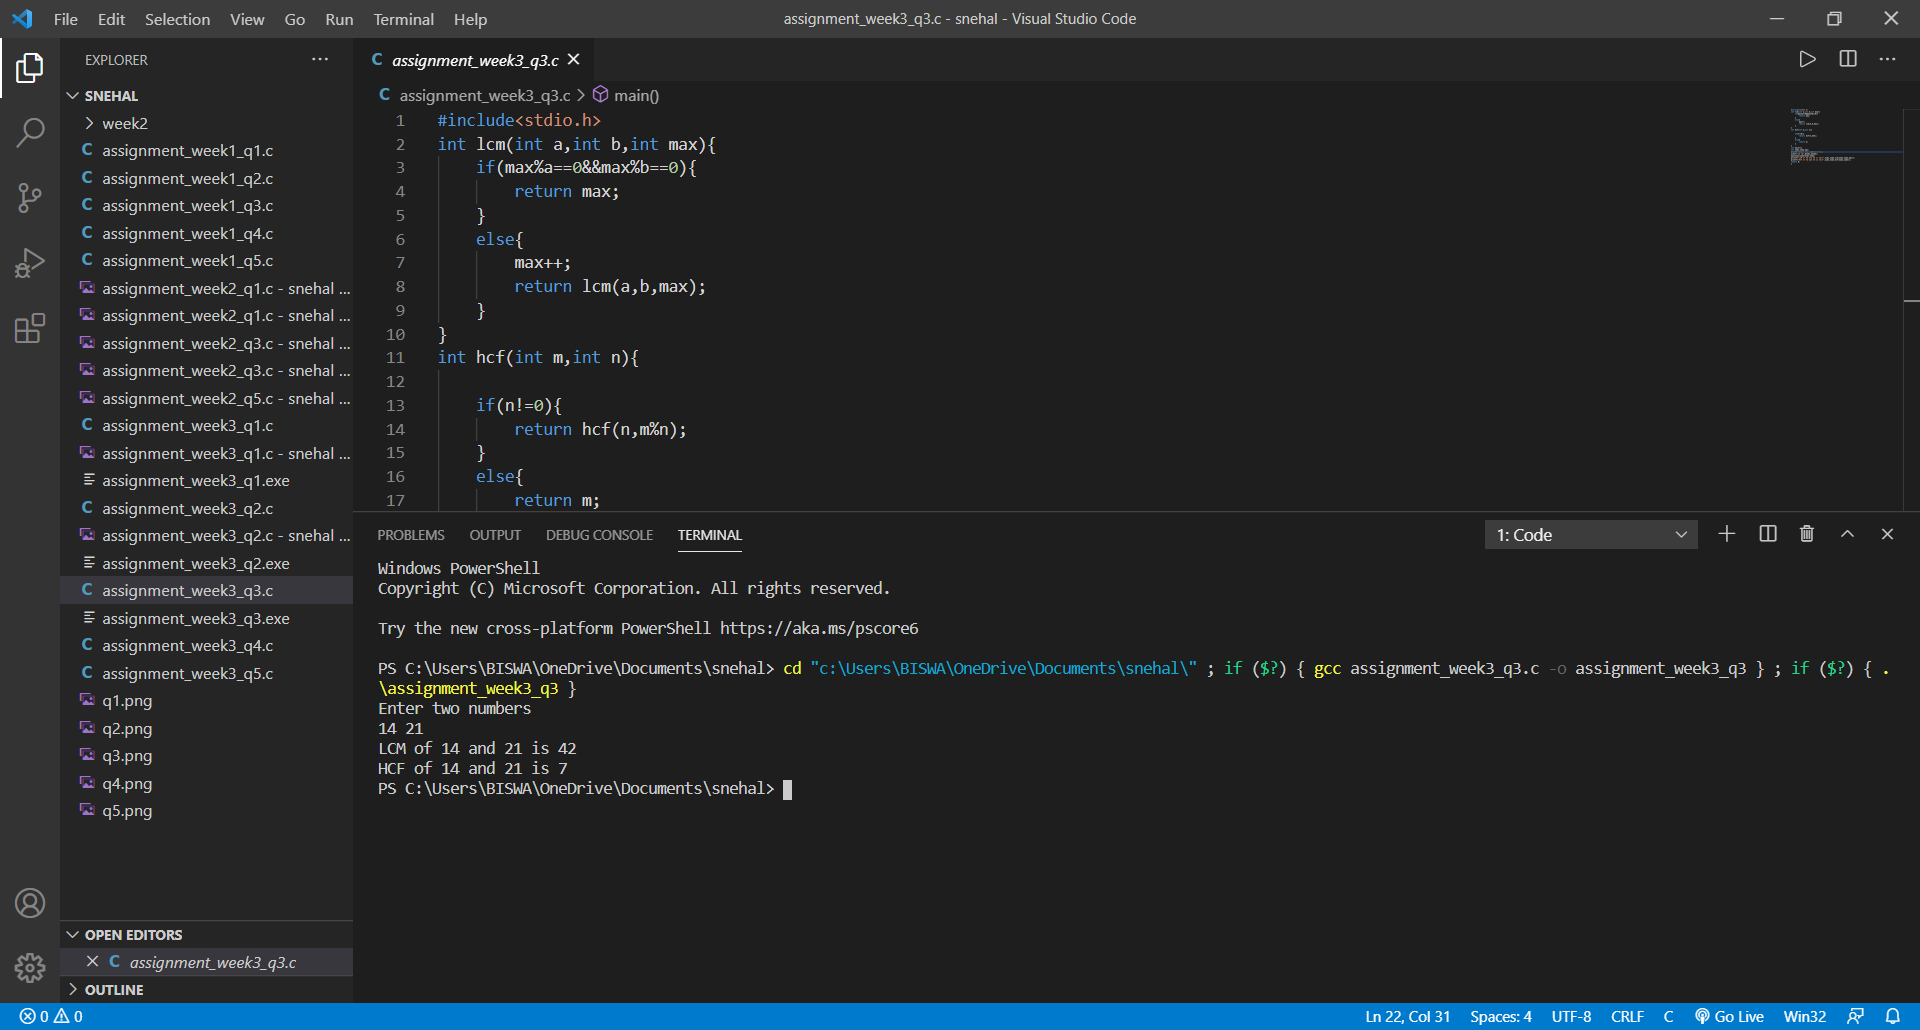 File Edit Selection View Go Run Terminal Help
assignment_week3_q3.c - snehal - Visual Studio Code
EXPLORER
SNEHAL
week2
C assignment_week1_q1.c
C assignment_week1_q2.c
C assignment_week1_q3.c
C assignment_week1_q4.c
C assignment_week1_q5.c
assignment_week2_q1.c - snehal ...
assignment_week2_q1.c - snehal ...
assignment_week2_q3.c - snehal ...
assignment_week2_q3.c - snehal ...
assignment_week2_q5.c - snehal ...
C assignment_week3_q1.c
assignment_week3_q1.c - snehal ...
assignment_week3_q1.exe
C assignment_week3_q2.c
assignment_week3_q2.c - snehal ...
assignment_week3_q2.exe
C assignment_week3_q3.c
assignment_week3_q3.exe
C assignment_week3_q4.c
C assignment_week3_q5.c
q1.png
q2.png
q3.png
q4.png
q5.png
OPEN EDITORS
C assignment_week3_q3.c
OUTLINE
C assignment_week3_q3.c
C assignment_week3_q3.c > main()
1 #include<stdio.h>
2 int lcm(int a,int b,int max){
3 if(max%a==0&&max%b==0){
4 return max;
5 }
6 else{
7 max++;
8 return lcm(a,b,max);
9 }
10 }
11 int hcf(int m,int n){
12
13 if(n!=0){
14 return hcf(n,m%n);
15 }
16 else{
17 return m;
PROBLEMS OUTPUT DEBUG CONSOLE TERMINAL
1: Code
Windows PowerShell
Copyright (C) Microsoft Corporation. All rights reserved.
Try the new cross-platform PowerShell https://aka.ms/pscore6
PS C:\Users\BISWA\OneDrive\Documents\snehal> cd "c:\Users\BISWA\OneDrive\Documents\snehal\" ; if ($?) { gcc assignment_week3_q3.c -o assignment_week3_q3 } ; if ($?) { .
\assignment_week3_q3 }
Enter two numbers
14 21
LCM of 14 and 21 is 42
HCF of 14 and 21 is 7
PS C:\Users\BISWA\OneDrive\Documents\snehal>
0 0
Ln 22, Col 31 Spaces: 4 UTF-8 CRLF C Go Live Win32